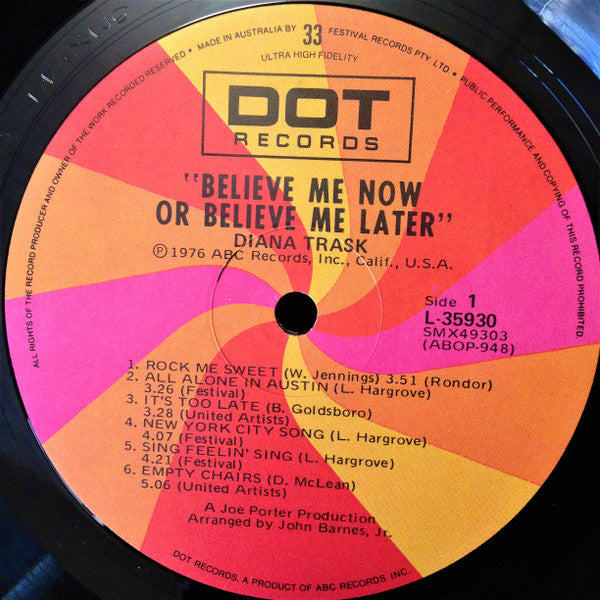 ALL RIGHTS OF THE RECORD PRODUCER AND OWNER OF THE WORK RECORDED RESERVED ★ MADE IN AUSTRALIA BY 33 FESTIVAL RECORDS PTY. LTD. ★ PUBLIC PERFORMANCE AND COPYING OF THIS RECORD PROHIBITED.
ULTRA HIGH FIDELITY
DOT
RECORDS
"BELIEVE ME NOW
OR BELIEVE ME LATER"
DIANA TRASK
℗1976 ABC Records, Inc., Calif., U.S.A.
Side 1
L-35930
SMX49303
(ABOP-948)
1. ROCK ME SWEET (W. Jennings) 3.51 (Rondor)
2. ALL ALONE IN AUSTIN (L. Hargrove)
3.26 (Festival)
3. IT'S TOO LATE (B. Goldsboro)
3.28 (United Artists)
4. NEW YORK CITY SONG (L. Hargrove)
4.07 (Festival)
5. SING FEELIN' SING (L. Hargrove)
4.21 (Festival)
6. EMPTY CHAIRS (D. McLean)
5.06 (United Artists)
A Joe Porter Production
Arranged by John Barnes, Jr.
DOT RECORDS, A PRODUCT OF ABC RECORDS INC.